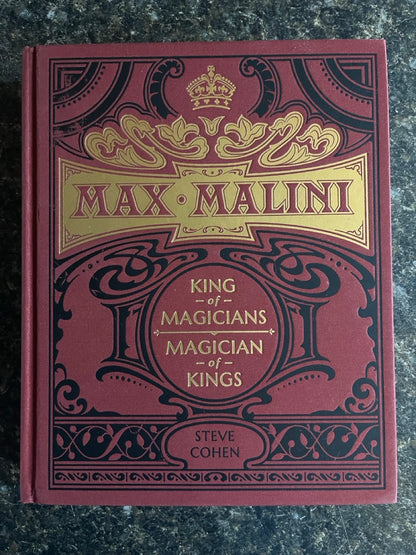 MAX · MALINI
KING
of
MAGICIANS
MAGICIAN
of
KINGS
STEVE
COHEN